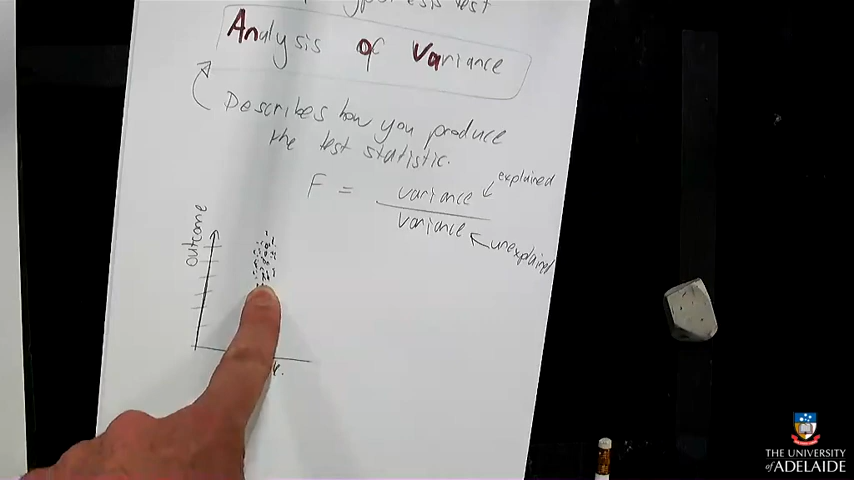 Analysis of Variance
Describes how you produce
the test statistic.
F = variance explained
variance unexplained
outcome
THE UNIVERSITY
of ADELAIDE